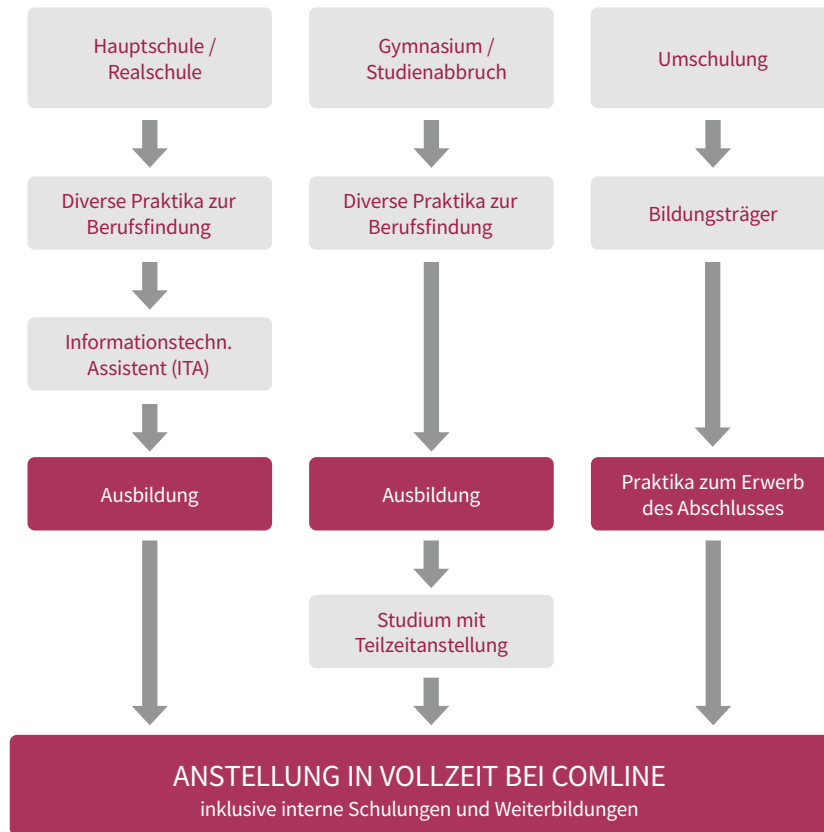 Hauptschule /
Realschule
Gymnasium /
Studienabbruch
Umschulung
Diverse Praktika zur
Berufsfindung
Diverse Praktika zur
Berufsfindung
Bildungsträger
Informationstechn.
Assistent (ITA)
Ausbildung
Ausbildung
Praktika zum Erwerb
des Abschlusses
Studium mit
Teilzeitanstellung
ANSTELLUNG IN VOLLZEIT BEI COMLINE
inklusive interne Schulungen und Weiterbildungen